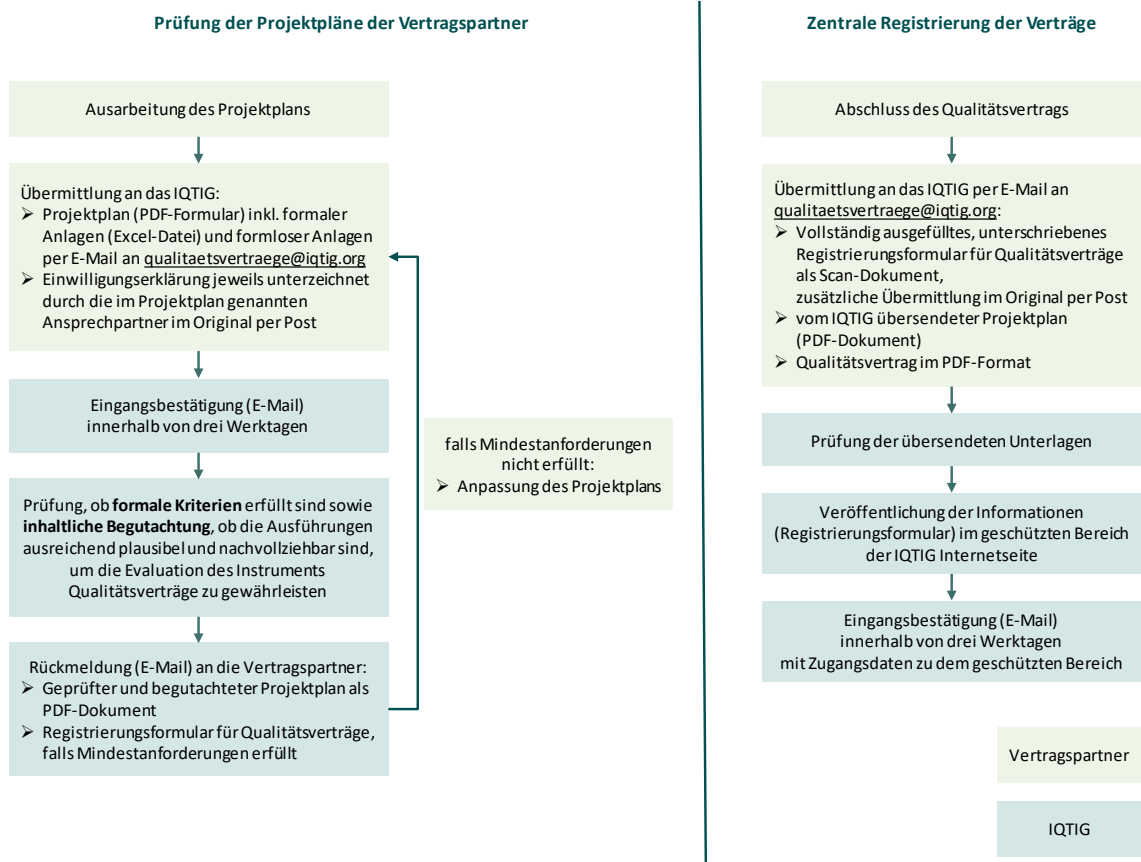 Prüfung der Projektpläne der Vertragspartner
Ausarbeitung des Projektplans
Übermittlung an das IQTIG:
➢ Projektplan (PDF-Formular) inkl. formaler
Anlagen (Excel-Datei) und formloser Anlagen
per E-Mail an qualitaetsvertraege@iqtig.org
➢ Einwilligungserklärung jeweils unterzeichnet
durch die im Projektplan genannten
Ansprechpartner im Original per Post
Eingangsbestätigung (E-Mail)
innerhalb von drei Werktagen
Prüfung, ob formale Kriterien erfüllt sind sowie
inhaltliche Begutachtung, ob die Ausführungen
ausreichend plausibel und nachvollziehbar sind,
um die Evaluation des Instruments
Qualitätsverträge zu gewährleisten
Rückmeldung (E-Mail) an die Vertragspartner:
➢ Geprüfter und begutachteter Projektplan als
PDF-Dokument
➢ Registrierungsformular für Qualitätsverträge,
falls Mindestanforderungen erfüllt
falls Mindestanforderungen
nicht erfüllt:
➢ Anpassung des Projektplans
Zentrale Registrierung der Verträge
Abschluss des Qualitätsvertrags
Übermittlung an das IQTIG per E-Mail an
qualitaetsvertraege@iqtig.org:
➢ Vollständig ausgefülltes, unterschriebenes
Registrierungsformular für Qualitätsverträge
als Scan-Dokument,
zusätzliche Übermittlung im Original per Post
➢ vom IQTIG übersendeter Projektplan
(PDF-Dokument)
➢ Qualitätsvertrag im PDF-Format
Prüfung der übersendeten Unterlagen
Veröffentlichung der Informationen
(Registrierungsformular) im geschützten Bereich
der IQTIG Internetseite
Eingangsbestätigung (E-Mail)
innerhalb von drei Werktagen
mit Zugangsdaten zu dem geschützten Bereich
Vertragspartner
IQTIG